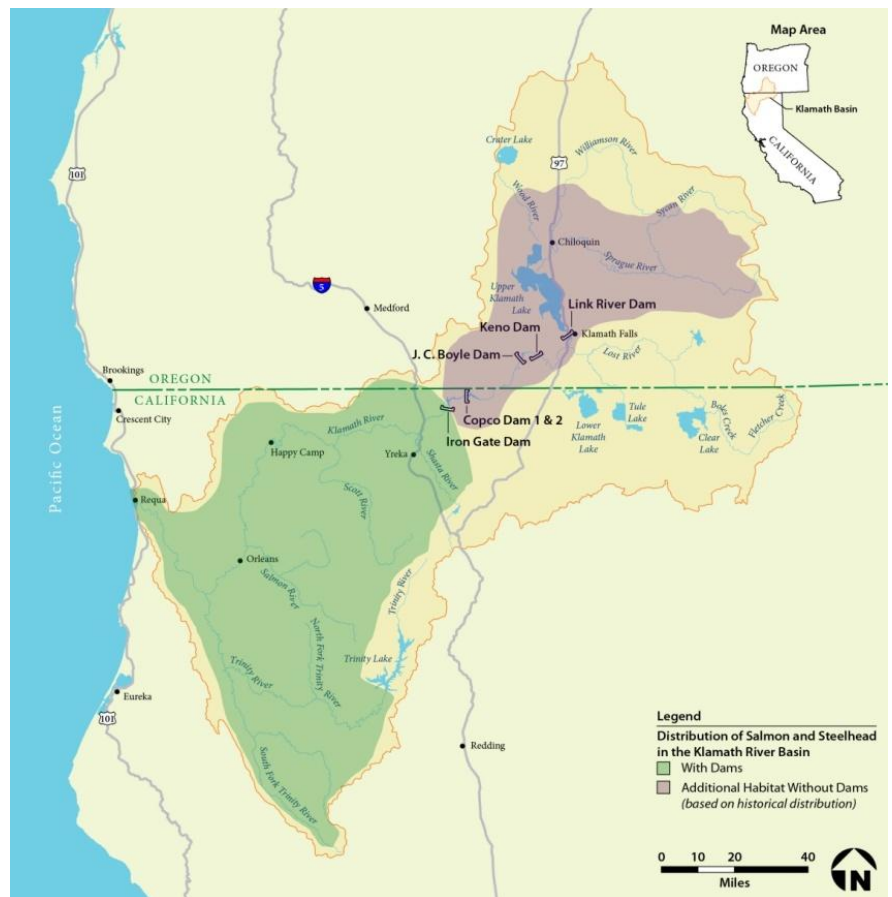 Map Area
OREGON
Klamath Basin
CALIFORNIA
101
97
Crater Lake
Williamson River
Wood River
Sycan River
Chiloquin
Sprague River
5
Upper
Klamath
Lake
Medford
Link River Dam
Keno Dam
Klamath Falls
J. C. Boyle Dam
Lost River
Brookings
OREGON
CALIFORNIA
Crescent City
Copco Dam 1 & 2
Iron Gate Dam
Lower
Klamath
Lake
Tule
Lake
Clear
Lake
Boles Creek
Fletcher Creek
Klamath River
Happy Camp
Yreka
Shasta River
Scott River
Pacific Ocean
Requa
Orleans
Salmon River
Trinity River
North Fork Trinity River
Trinity Lake
Trinity River
Eureka
101
South Fork Trinity River
Redding
Legend
Distribution of Salmon and Steelhead
in the Klamath River Basin
With Dams
Additional Habitat Without Dams
(based on historical distribution)
0 10 20 40
Miles
N